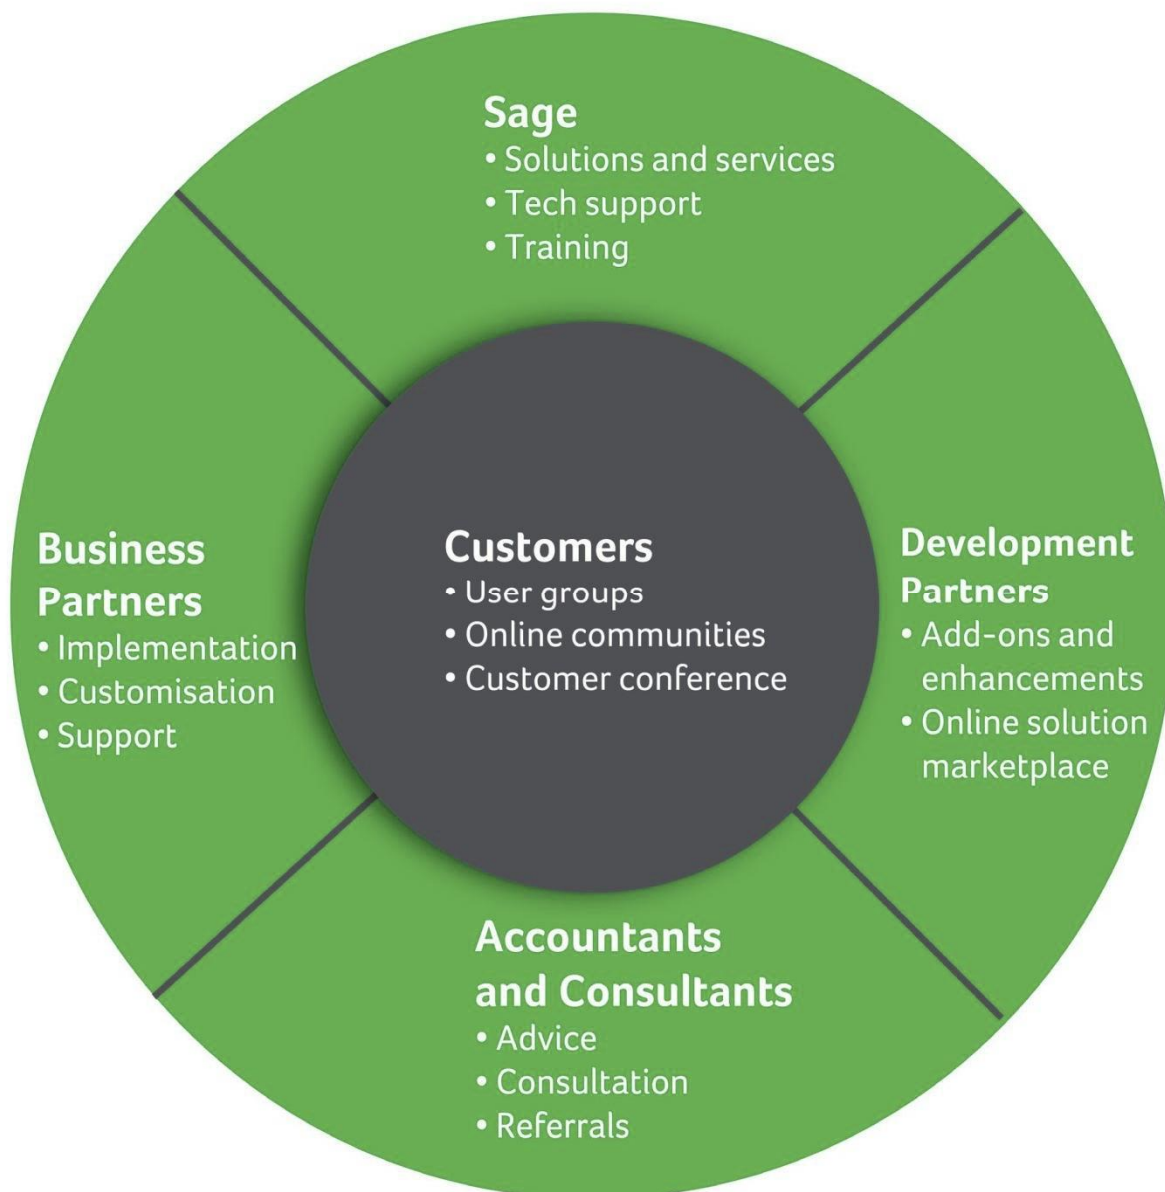 Sage
• Solutions and services
• Tech support
• Training
Business
Partners
• Implementation
• Customisation
• Support
Customers
• User groups
• Online communities
• Customer conference
Development
Partners
• Add-ons and
enhancements
• Online solution
marketplace
Accountants
and Consultants
• Advice
• Consultation
• Referrals